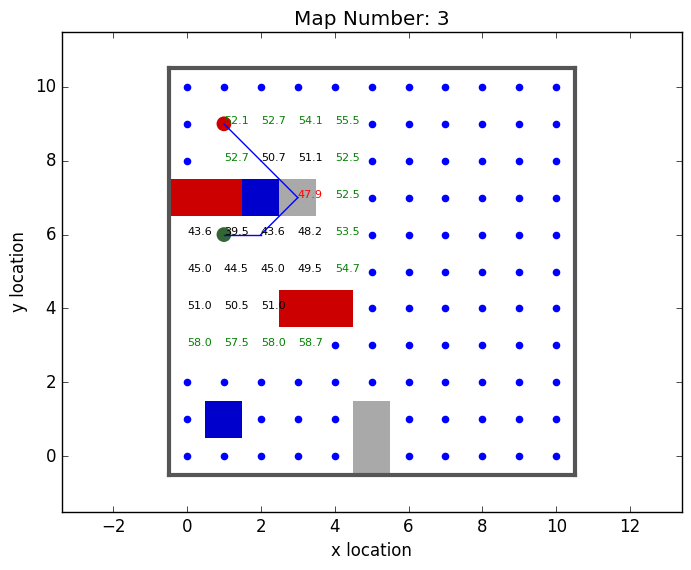 Map Number: 3
10
52.1 52.7 54.1 55.5
8
52.7 50.7 51.1 52.5
47.9 52.5
6
43.6 39.5 43.6 48.2 53.5
45.0 44.5 45.0 49.5 54.7
4
51.0 50.5 51.0
58.0 57.5 58.0 58.7
2
0
−2 0 2 4 6 8 10 12
x location
y location